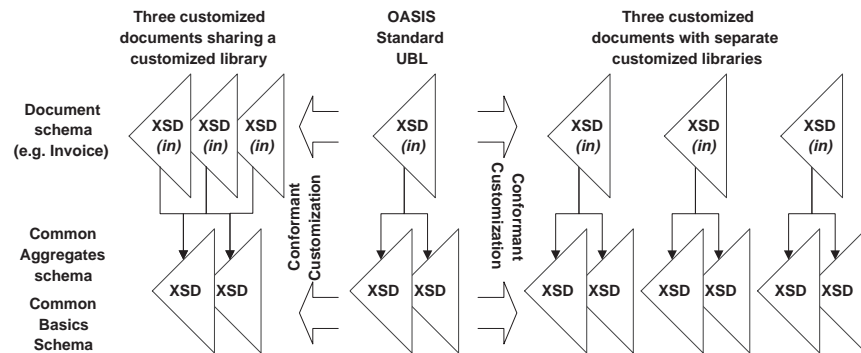 Three customized
documents sharing a
customized library
OASIS
Standard
UBL
Three customized
documents with separate
customized libraries
Document
schema
(e.g. Invoice)
XSD
(in)
XSD
(in)
XSD
(in)
XSD
(in)
XSD
(in)
XSD
(in)
XSD
(in)
Conformant
Customization
Conformant
Customization
Common
Aggregates
schema
Common
Basics
Schema
XSD
XSD
XSD
XSD
XSD
XSD
XSD
XSD
XSD
XSD